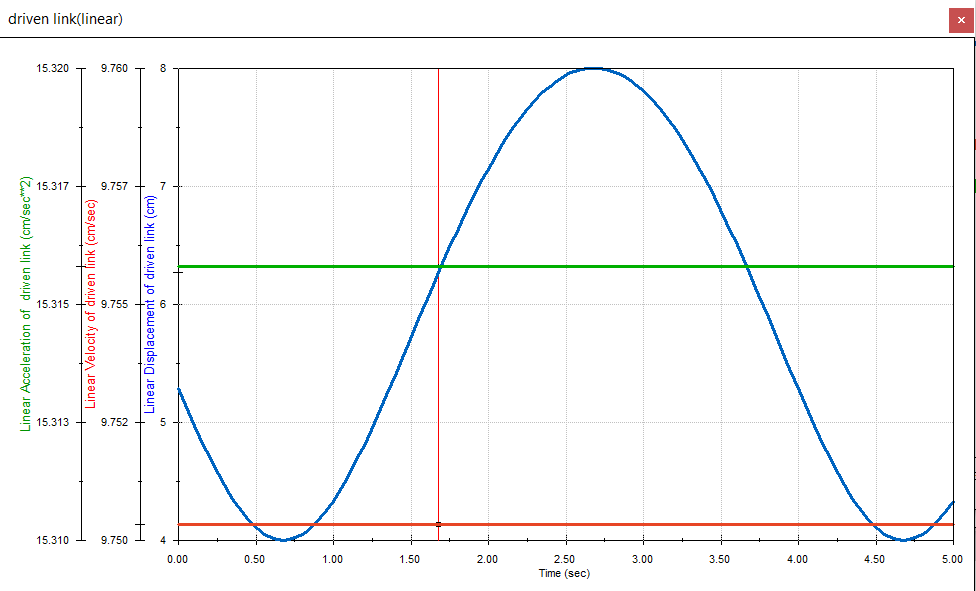 driven link(linear)
×
Linear Acceleration of  driven link (cm/sec**2)
15.320
15.317
15.315
15.313
15.310
Linear Velocity of driven link (cm/sec)
9.760
9.757
9.755
9.752
9.750
Linear Displacement of driven link (cm)
8
7
6
5
4
0.00 0.50 1.00 1.50 2.00 2.50 3.00 3.50 4.00 4.50 5.00
Time (sec)